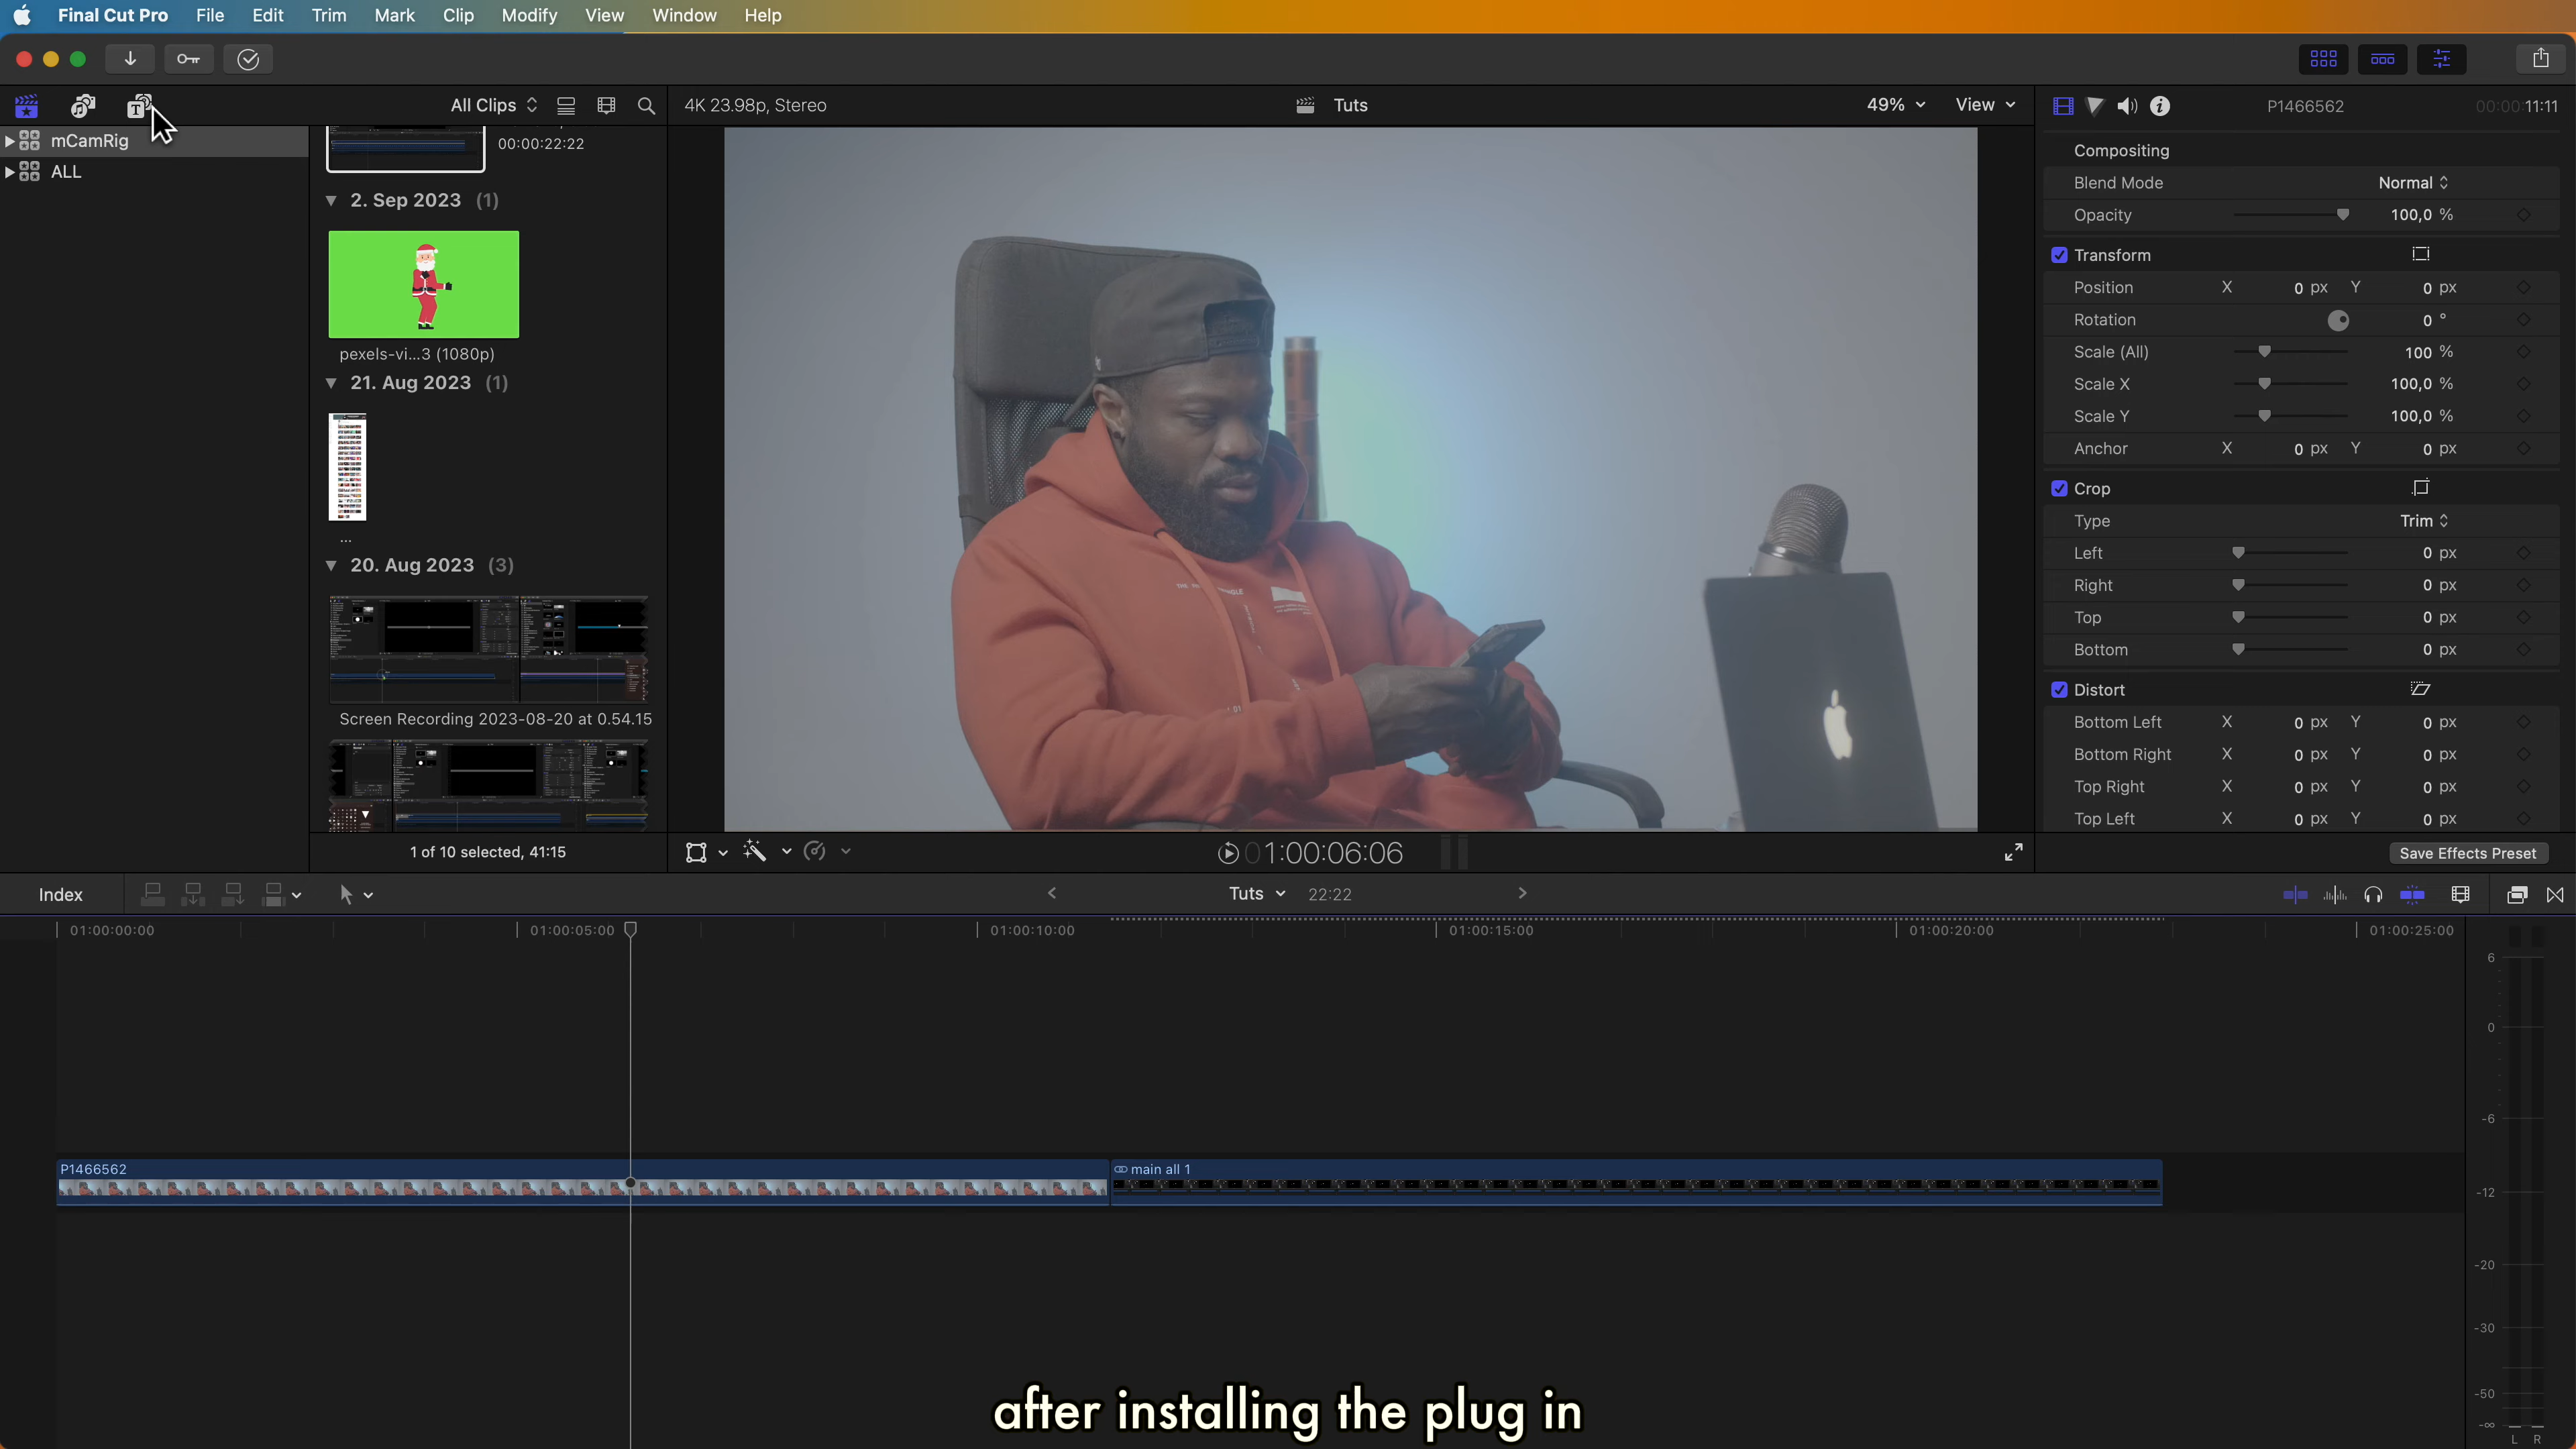 Final Cut Pro File Edit Trim Mark Clip Modify View Window Help
All Clips
4K 23.98p, Stereo
Tuts
49%
View
P1466562
00:00:11:11
mCamRig
ALL
00:00:22:22
2. Sep 2023 (1)
pexels-vi...3 (1080p)
21. Aug 2023 (1)
...
20. Aug 2023 (3)
Screen Recording 2023-08-20 at 0.54.15
1 of 10 selected, 41:15
01:00:06:06
Compositing
Blend Mode Normal
Opacity 100,0 %
Transform
Position X 0 px Y 0 px
Rotation 0 °
Scale (All) 100 %
Scale X 100,0 %
Scale Y 100,0 %
Anchor X 0 px Y 0 px
Crop
Type Trim
Left 0 px
Right 0 px
Top 0 px
Bottom 0 px
Distort
Bottom Left X 0 px Y 0 px
Bottom Right X 0 px Y 0 px
Top Right X 0 px Y 0 px
Top Left X 0 px Y 0 px
Save Effects Preset
Index
Tuts 22:22
01:00:00:00 01:00:05:00 01:00:10:00 01:00:15:00 01:00:20:00 01:00:25:00
P1466562
main all 1
6
0
-6
-12
-20
-30
-50
-∞
L R
after installing the plug in